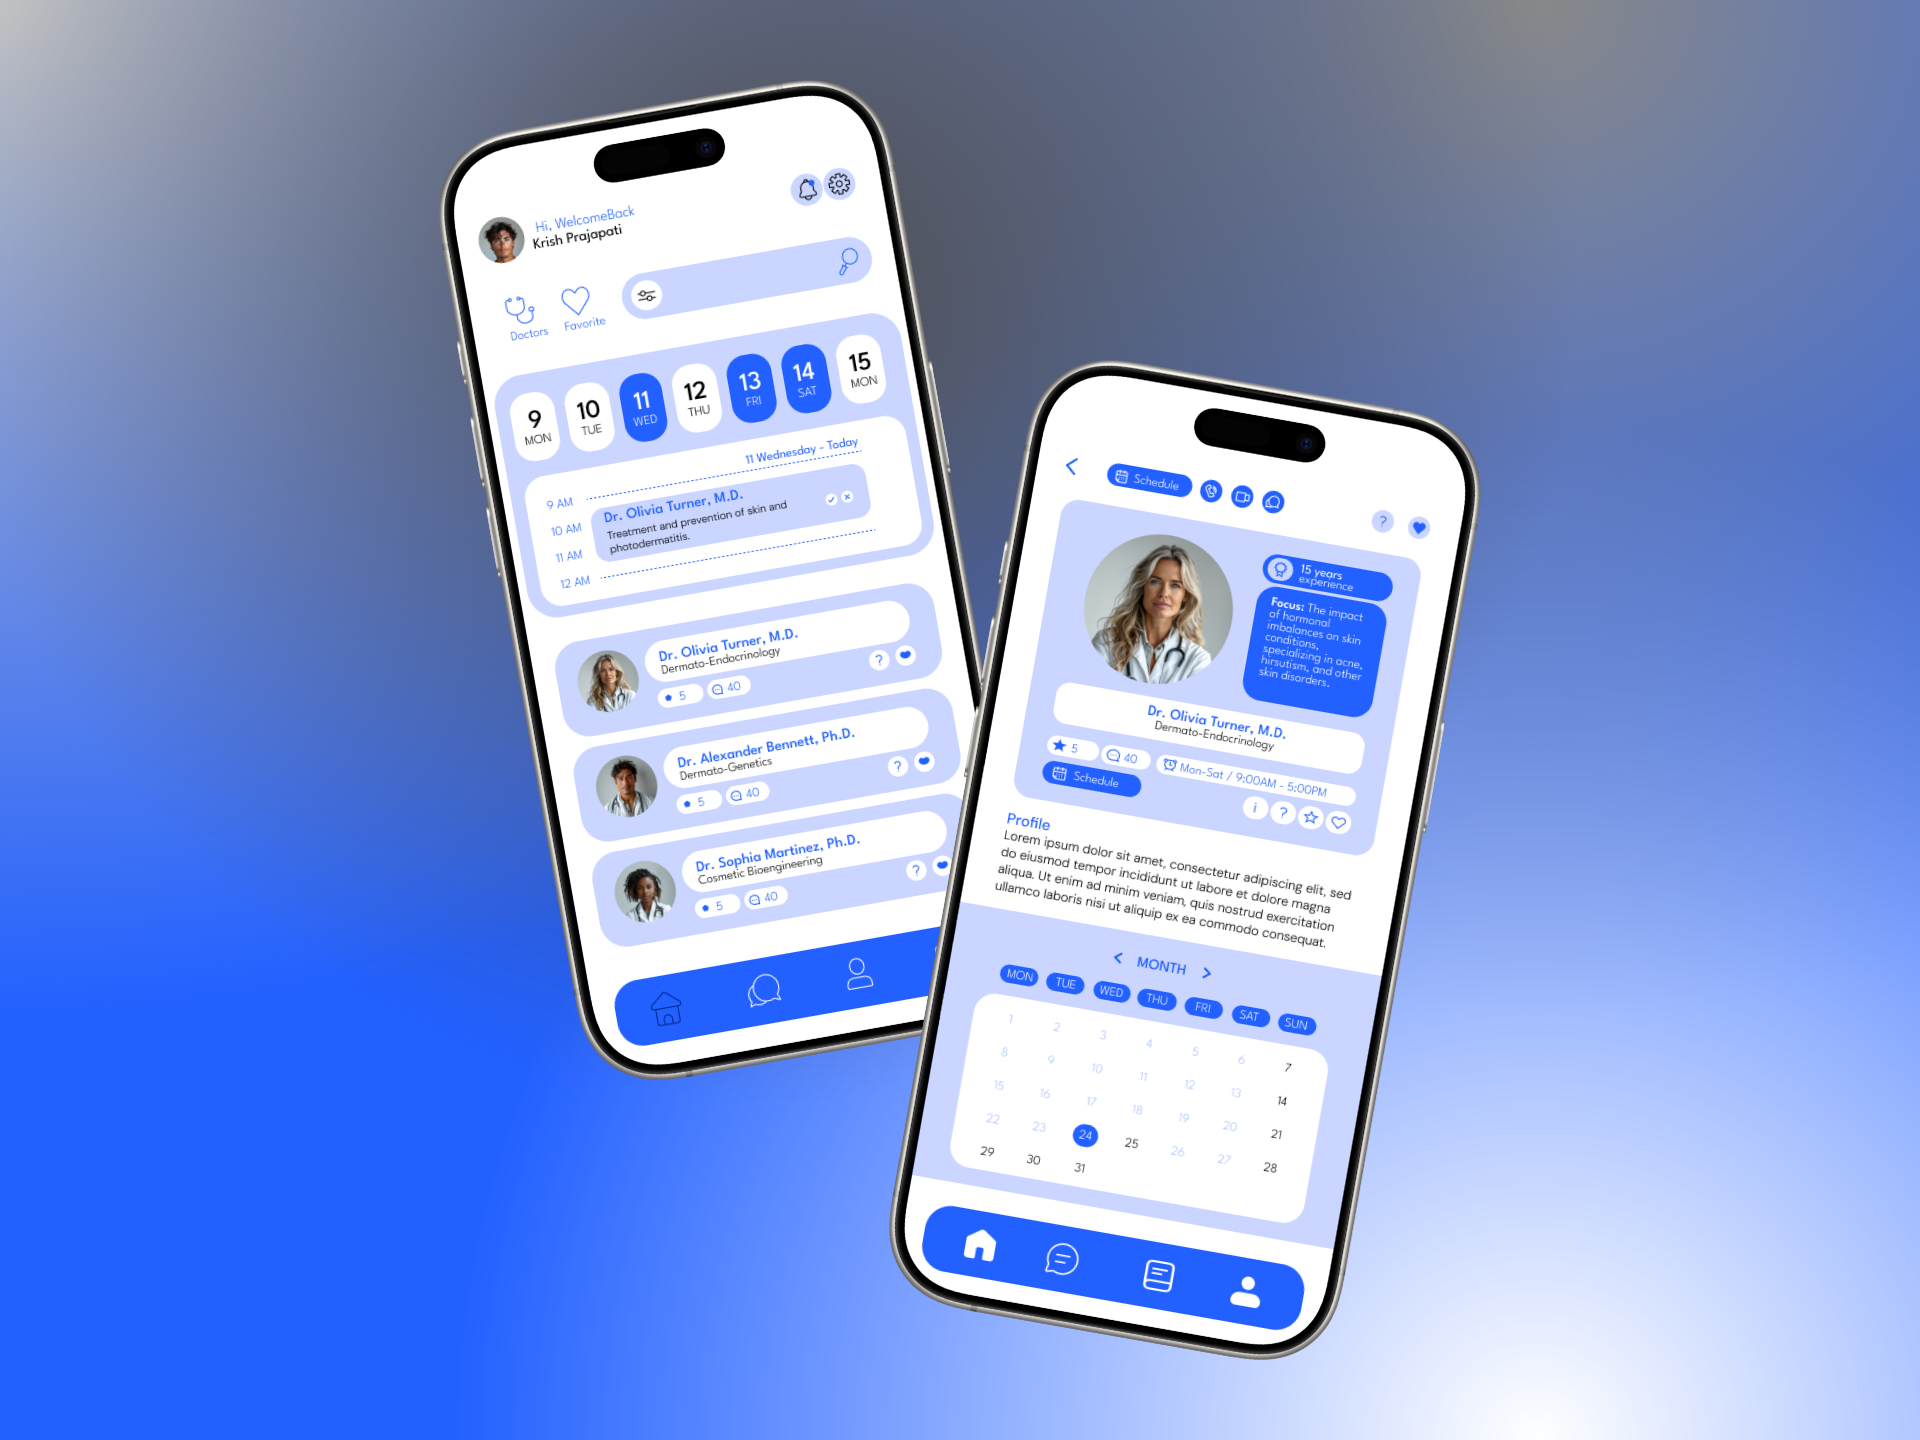 Hi, WelcomeBack
Krish Prajapati
Doctors
Favorite
9
MON
10
TUE
11
WED
12
THU
13
FRI
14
SAT
15
MON
11 Wednesday - Today
9 AM
10 AM
11 AM
12 AM
Dr. Olivia Turner, M.D.
Treatment and prevention of skin and
photodermatitis.
Dr. Olivia Turner, M.D.
Dermato-Endocrinology
5
40
?
Dr. Alexander Bennett, Ph.D.
Dermato-Genetics
5
40
?
Dr. Sophia Martinez, Ph.D.
Cosmetic Bioengineering
5
40
?
Schedule
?
15 years
experience
Focus: The impact
of hormonal
imbalances on skin
conditions,
specializing in acne,
hirsutism, and other
skin disorders.
Dr. Olivia Turner, M.D.
Dermato-Endocrinology
5
40
Mon-Sat / 9:00AM - 5:00PM
Schedule
i
?
Profile
Lorem ipsum dolor sit amet, consectetur adipiscing elit, sed
do eiusmod tempor incididunt ut labore et dolore magna
aliqua. Ut enim ad minim veniam, quis nostrud exercitation
ullamco laboris nisi ut aliquip ex ea commodo consequat.
MONTH
MON TUE WED THU FRI SAT SUN
1 2 3 4 5 6 7
8 9 10 11 12 13 14
15 16 17 18 19 20 21
22 23 24 25 26 27 28
29 30 31